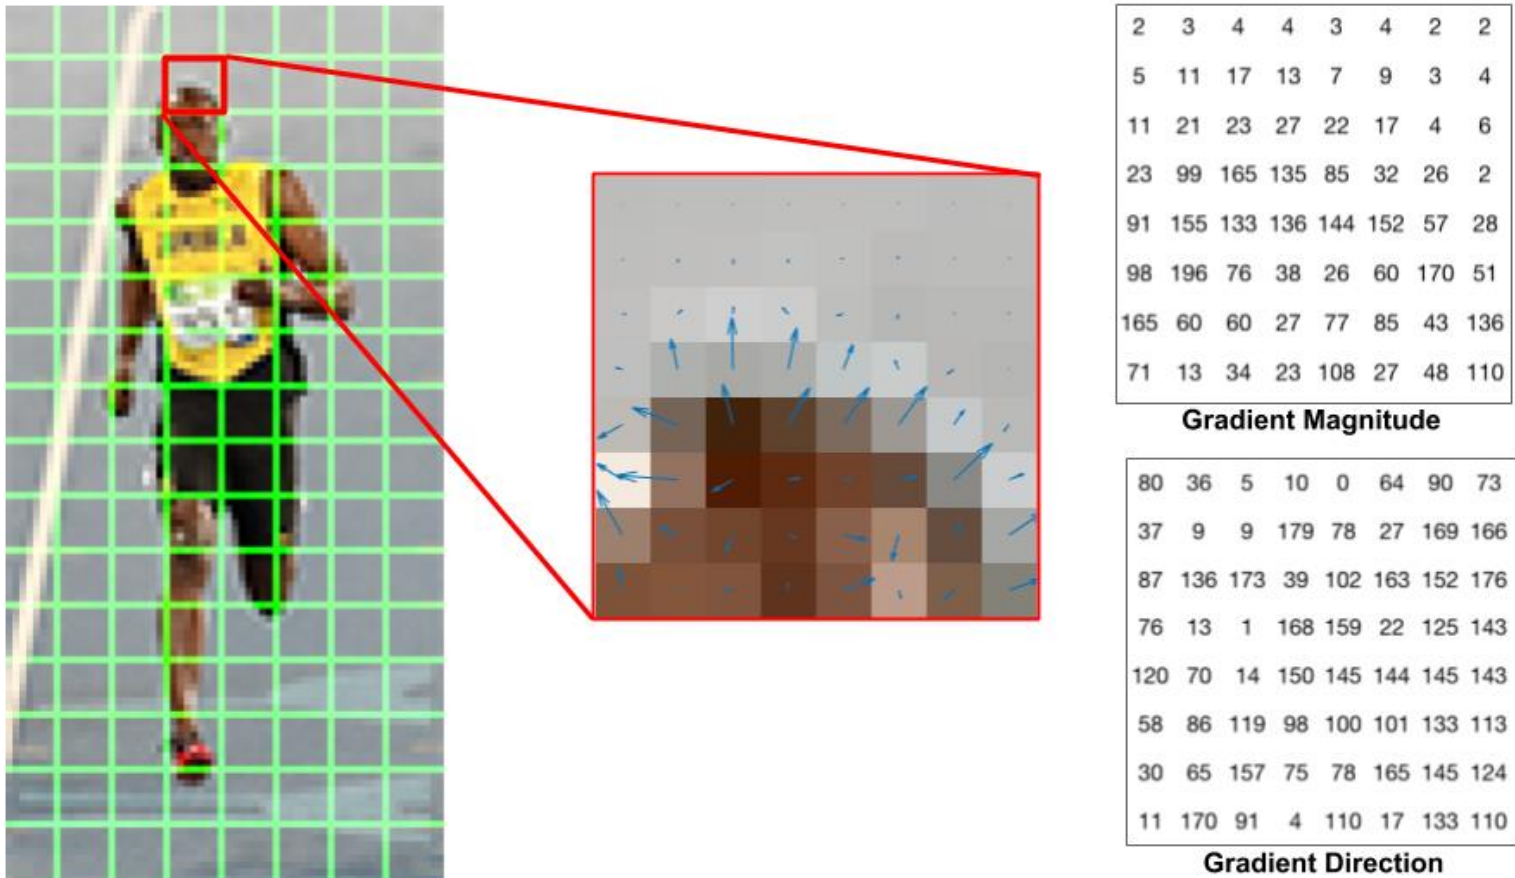 2 3 4 4 3 4 2 2
5 11 17 13 7 9 3 4
11 21 23 27 22 17 4 6
23 99 165 135 85 32 26 2
91 155 133 136 144 152 57 28
98 196 76 38 26 60 170 51
165 60 60 27 77 85 43 136
71 13 34 23 108 27 48 110
Gradient Magnitude
80 36 5 10 0 64 90 73
37 9 9 179 78 27 169 166
87 136 173 39 102 163 152 176
76 13 1 168 159 22 125 143
120 70 14 150 145 144 145 143
58 86 119 98 100 101 133 113
30 65 157 75 78 165 145 124
11 170 91 4 110 17 133 110
Gradient Direction